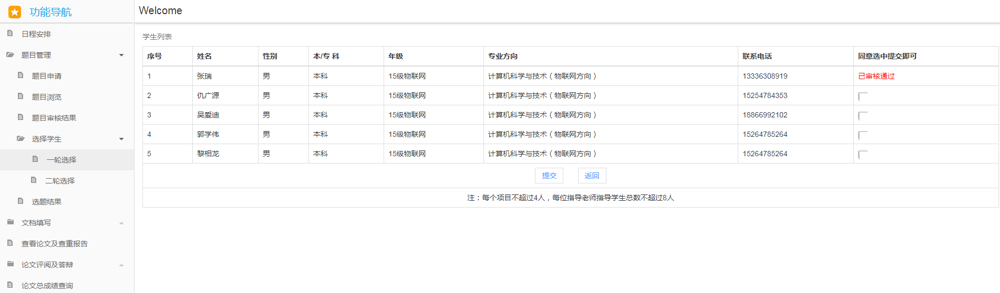 功能导航
Welcome
日程安排
题目管理
题目申请
题目浏览
题目审核结果
选择学生
一轮选择
二轮选择
选题结果
文档填写
查看论文及查重报告
论文评阅及答辩
论文总成绩查询
学生列表
序号 姓名 性别 本/专 科 年级 专业方向 联系电话 同意选中提交即可
1 张瑞 男 本科 15级物联网 计算机科学与技术（物联网方向） 13336308919 已审核通过
2 仇广源 男 本科 15级物联网 计算机科学与技术（物联网方向） 15254784353
3 吴爱迪 男 本科 15级物联网 计算机科学与技术（物联网方向） 18866992102
4 郭学伟 男 本科 15级物联网 计算机科学与技术（物联网方向） 15264785264
5 黎相龙 男 本科 15级物联网 计算机科学与技术（物联网方向） 15264785264
提交 返回
注：每个项目不超过4人，每位指导老师指导学生总数不超过8人